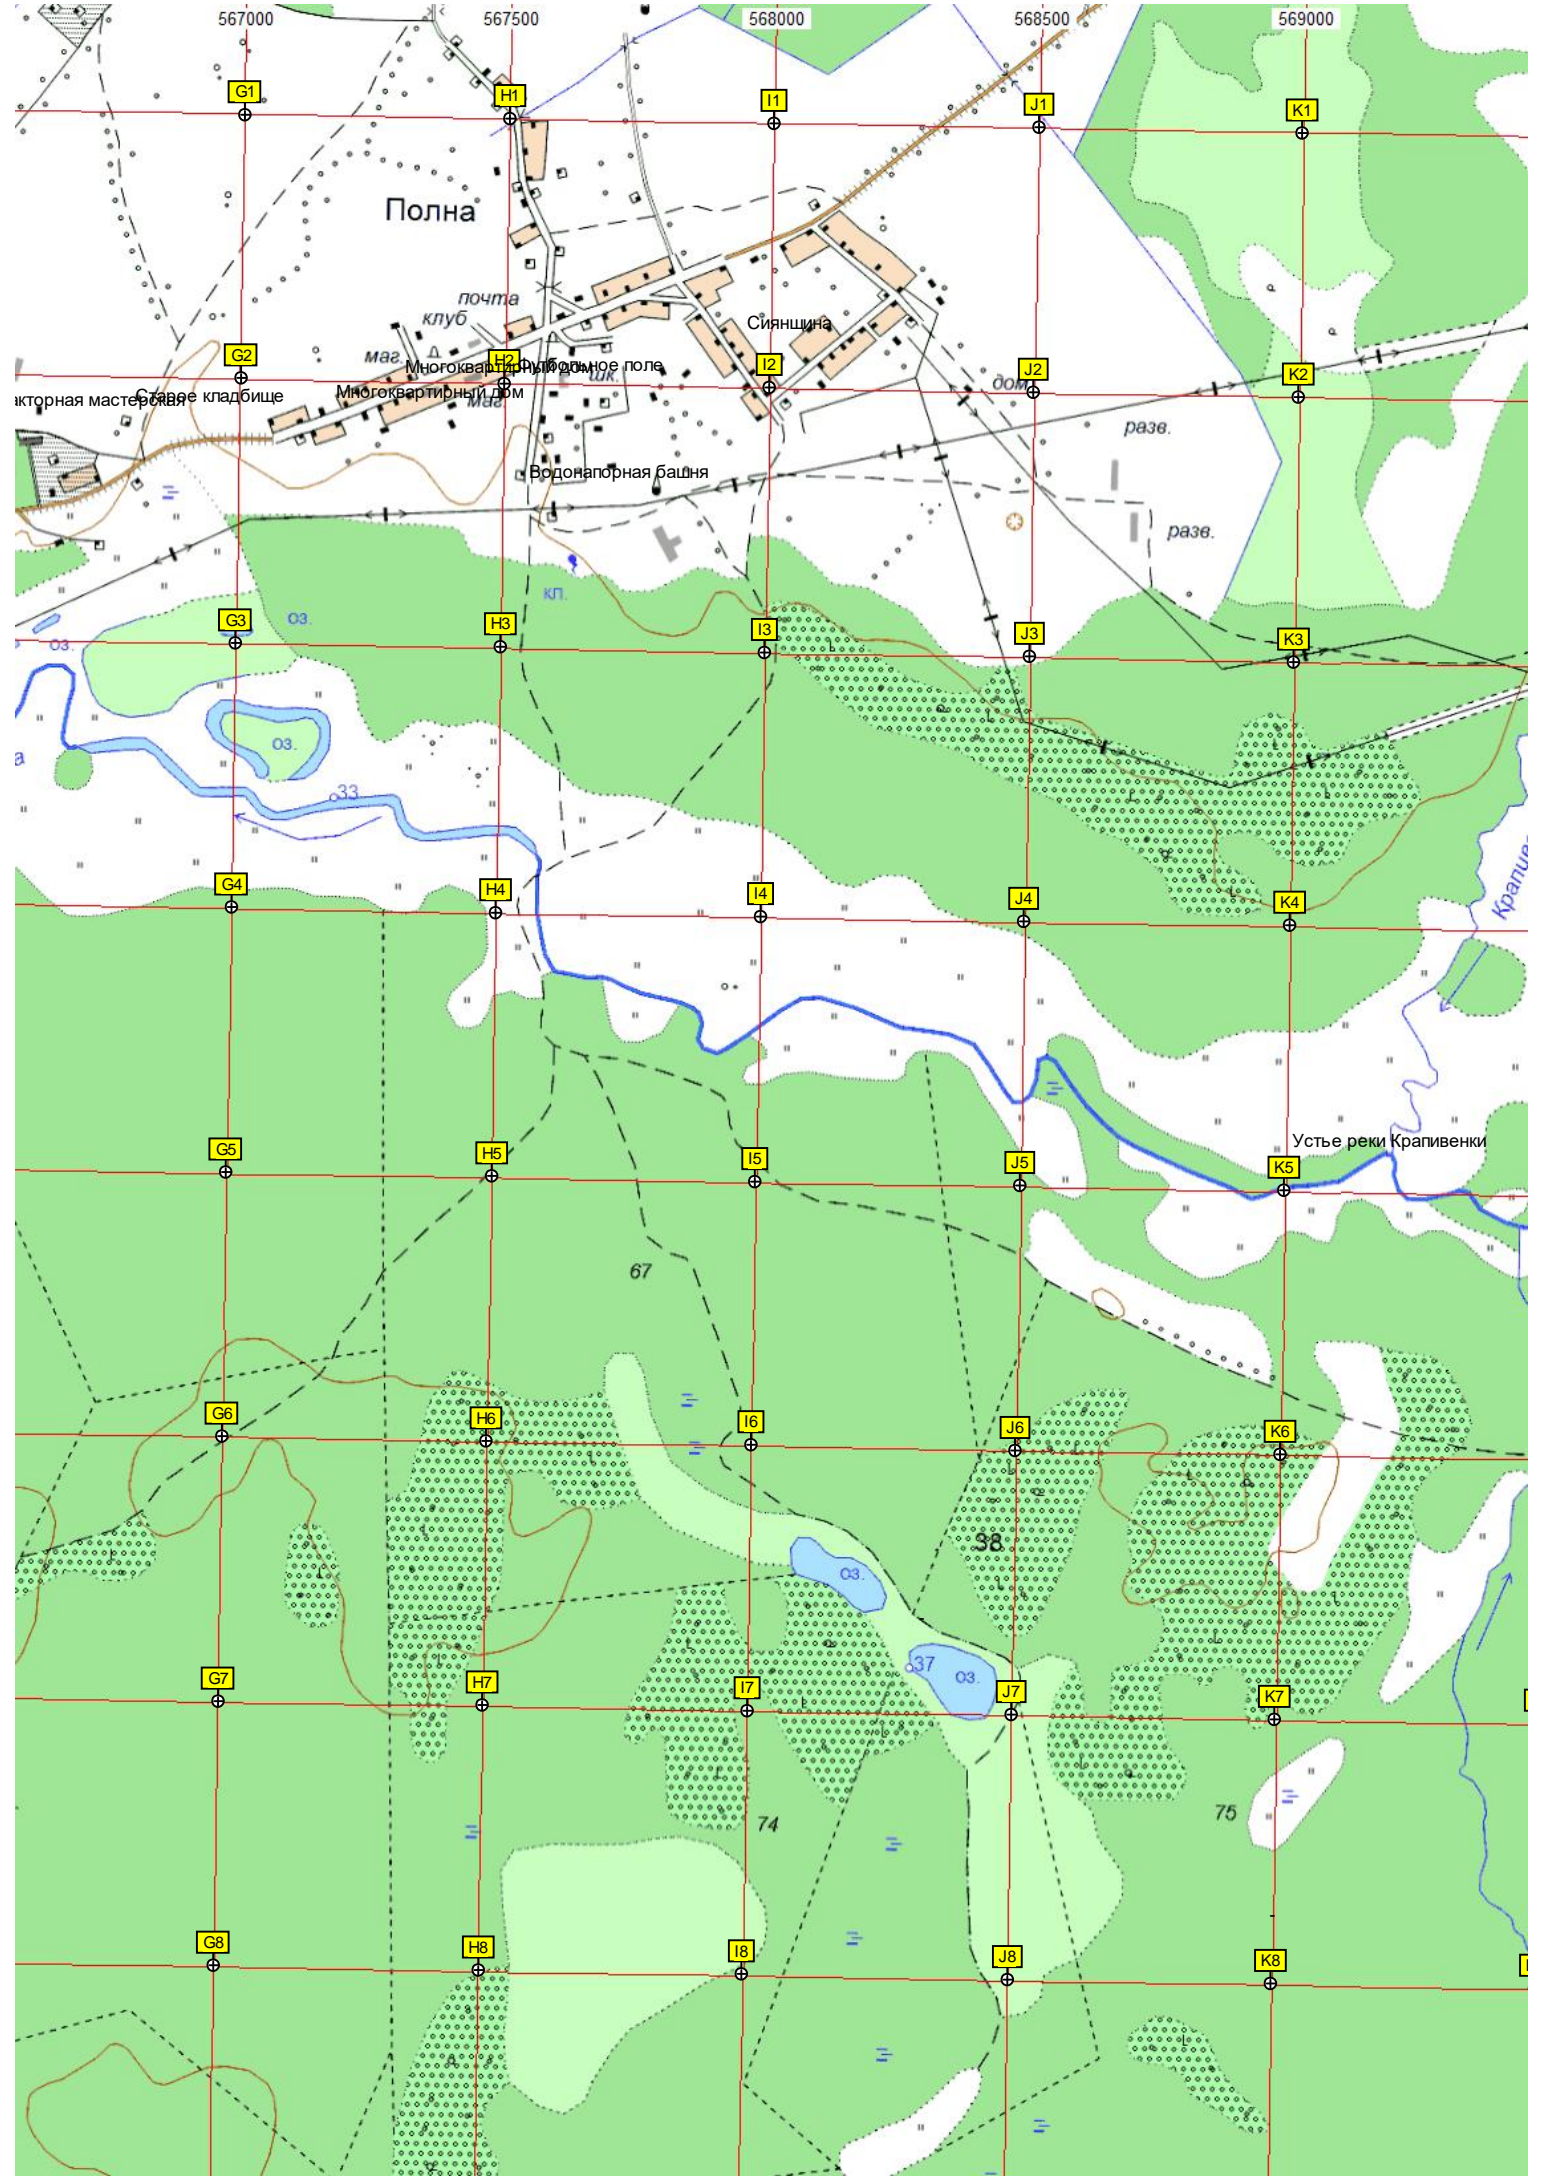 567000 567500 568000 568500 569000
G1 H1 I1 J1 K1
Полна
почта
клуб
Сиянщина
маг.
G2 H2 I2 J2 K2
Многоквартирный дом Футбольное поле
шк.
дом
акторная мастерская Старое кладбище Многоквартирный дом
маг.
разв.
Водонапорная башня
разв.
кл.
G3 H3 I3 J3 K3
оз.
оз.
оз.
а
33
Крапив
G4 H4 I4 J4 K4
Устье реки Крапивенки
G5 H5 I5 J5 K5
67
G6 H6 I6 J6 K6
38
оз.
37 оз.
G7 H7 I7 J7 K7
74
75
G8 H8 I8 J8 K8